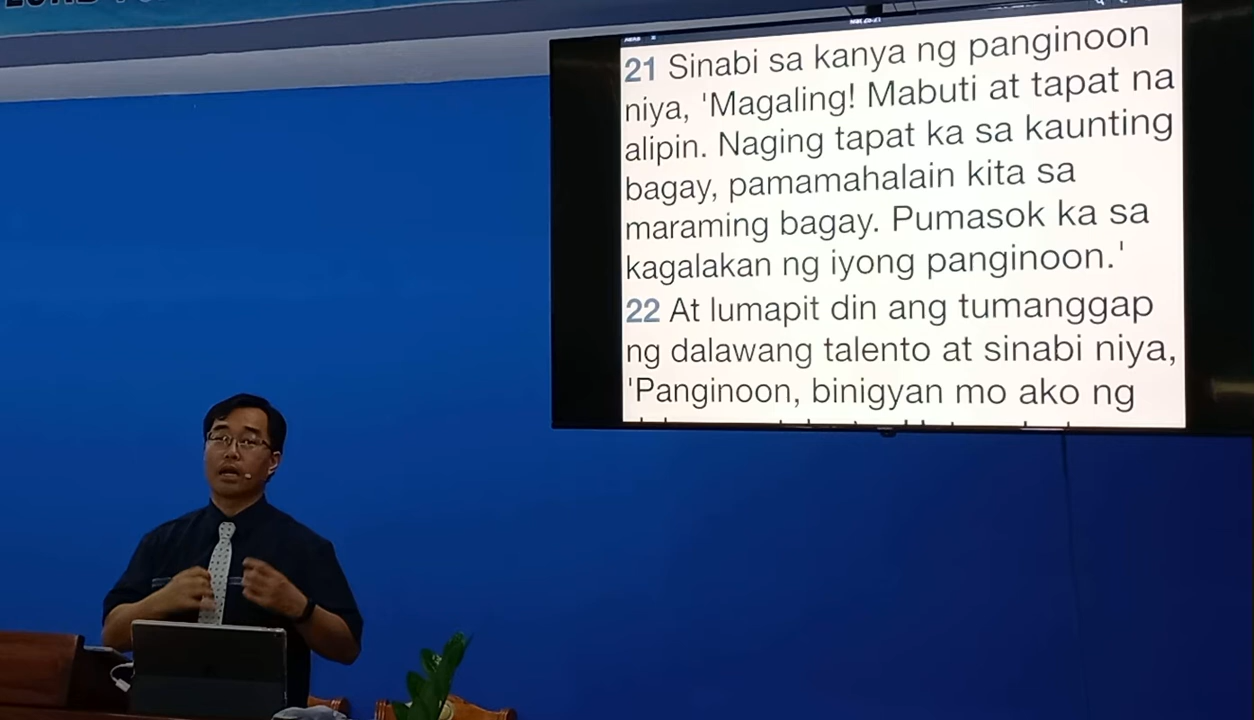 21 Sinabi sa kanya ng panginoon
niya, 'Magaling! Mabuti at tapat na
alipin. Naging tapat ka sa kaunting
bagay, pamamahalain kita sa
maraming bagay. Pumasok ka sa
kagalakan ng iyong panginoon.'
22 At lumapit din ang tumanggap
ng dalawang talento at sinabi niya,
'Panginoon, binigyan mo ako ng